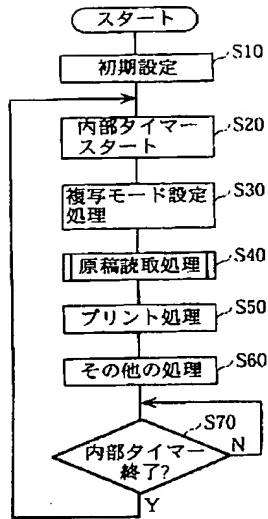 スタート
初期設定
S10
内部タイマー
スタート
S20
複写モード設定
処理
S30
原稿読取処理
S40
プリント処理
S50
その他の処理
S60
内部タイマー
終了?
S70
N
Y